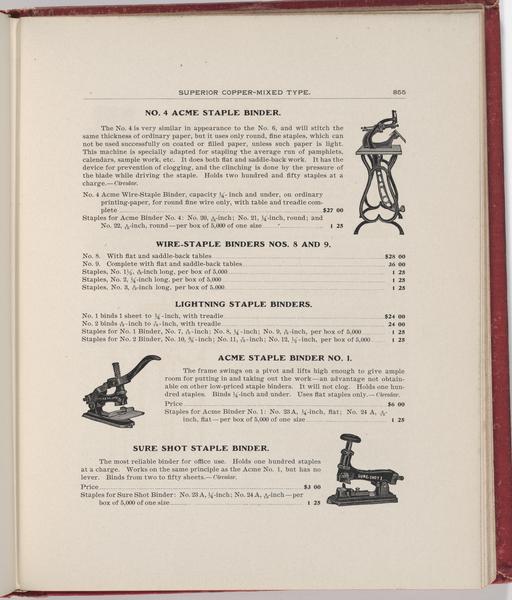 SUPERIOR COPPER-MIXED TYPE. 855
NO. 4 ACME STAPLE BINDER.
The No. 4 is very similar in appearance to the No. 6, and will stitch the
same thickness of ordinary paper, but it uses only round, fine staples, which can
not be used successfully on coated or filled paper, unless such paper is light.
This machine is specially adapted for stapling the average run of pamphlets,
calendars, sample work, etc. It does both flat and saddle-back work. It has the
device for prevention of clogging, and the clinching is done by the pressure of
the blade while driving the staple. Holds two hundred and fifty staples at a
charge.—Circular.
No. 4 Acme Wire-Staple Binder, capacity ¼-inch and under, on ordinary
printing-paper, for round fine wire only, with table and treadle com-
plete $27 00
Staples for Acme Binder No. 4: No. 20, -inch; No. 21, ¼-inch, round; and
No. 22, -inch, round—per box of 5,000 of one size 1 25
WIRE-STAPLE BINDERS NOS. 8 AND 9.
No. 8. With flat and saddle-back tables $28 00
No. 9. Complete with flat and saddle-back tables 36 00
Staples, No. 1½, -inch long, per box of 5,000 1 25
Staples, No. 2, ¼-inch long, per box of 5,000 1 25
Staples, No. 3, -inch long, per box of 5,000 1 25
LIGHTNING STAPLE BINDERS.
No. 1 binds 1 sheet to -inch, with treadle $24 00
No. 2 binds -inch to -inch, with treadle 24 00
Staples for No. 1 Binder, No. 7, -inch; No. 8, ¼-inch; No. 9, -inch, per box of 5,000 1 25
Staples for No. 2 Binder, No. 10, -inch; No. 11, -inch; No. 12, -inch, per box of 5,000 1 25
ACME STAPLE BINDER NO. 1.
The frame swings on a pivot and lifts high enough to give ample
room for putting in and taking out the work—an advantage not obtain-
able on other low-priced staple binders. It will not clog. Holds one hun-
dred staples. Binds ¼-inch and under. Uses flat staples only.—Circular.
Price $6 00
Staples for Acme Binder No. 1: No. 23 A, ¼-inch, flat; No. 24 A,
inch, flat—per box of 5,000 of one size 1 25
SURE SHOT STAPLE BINDER.
The most reliable binder for office use. Holds one hundred staples
at a charge. Works on the same principle as the Acme No. 1, but has no
lever. Binds from two to fifty sheets.—Circular.
Price $3 00
Staples for Sure Shot Binder: No. 23 A, ¼-inch; No. 24 A, -inch—per
box of 5,000 of one size 1 25
SURE SHOT